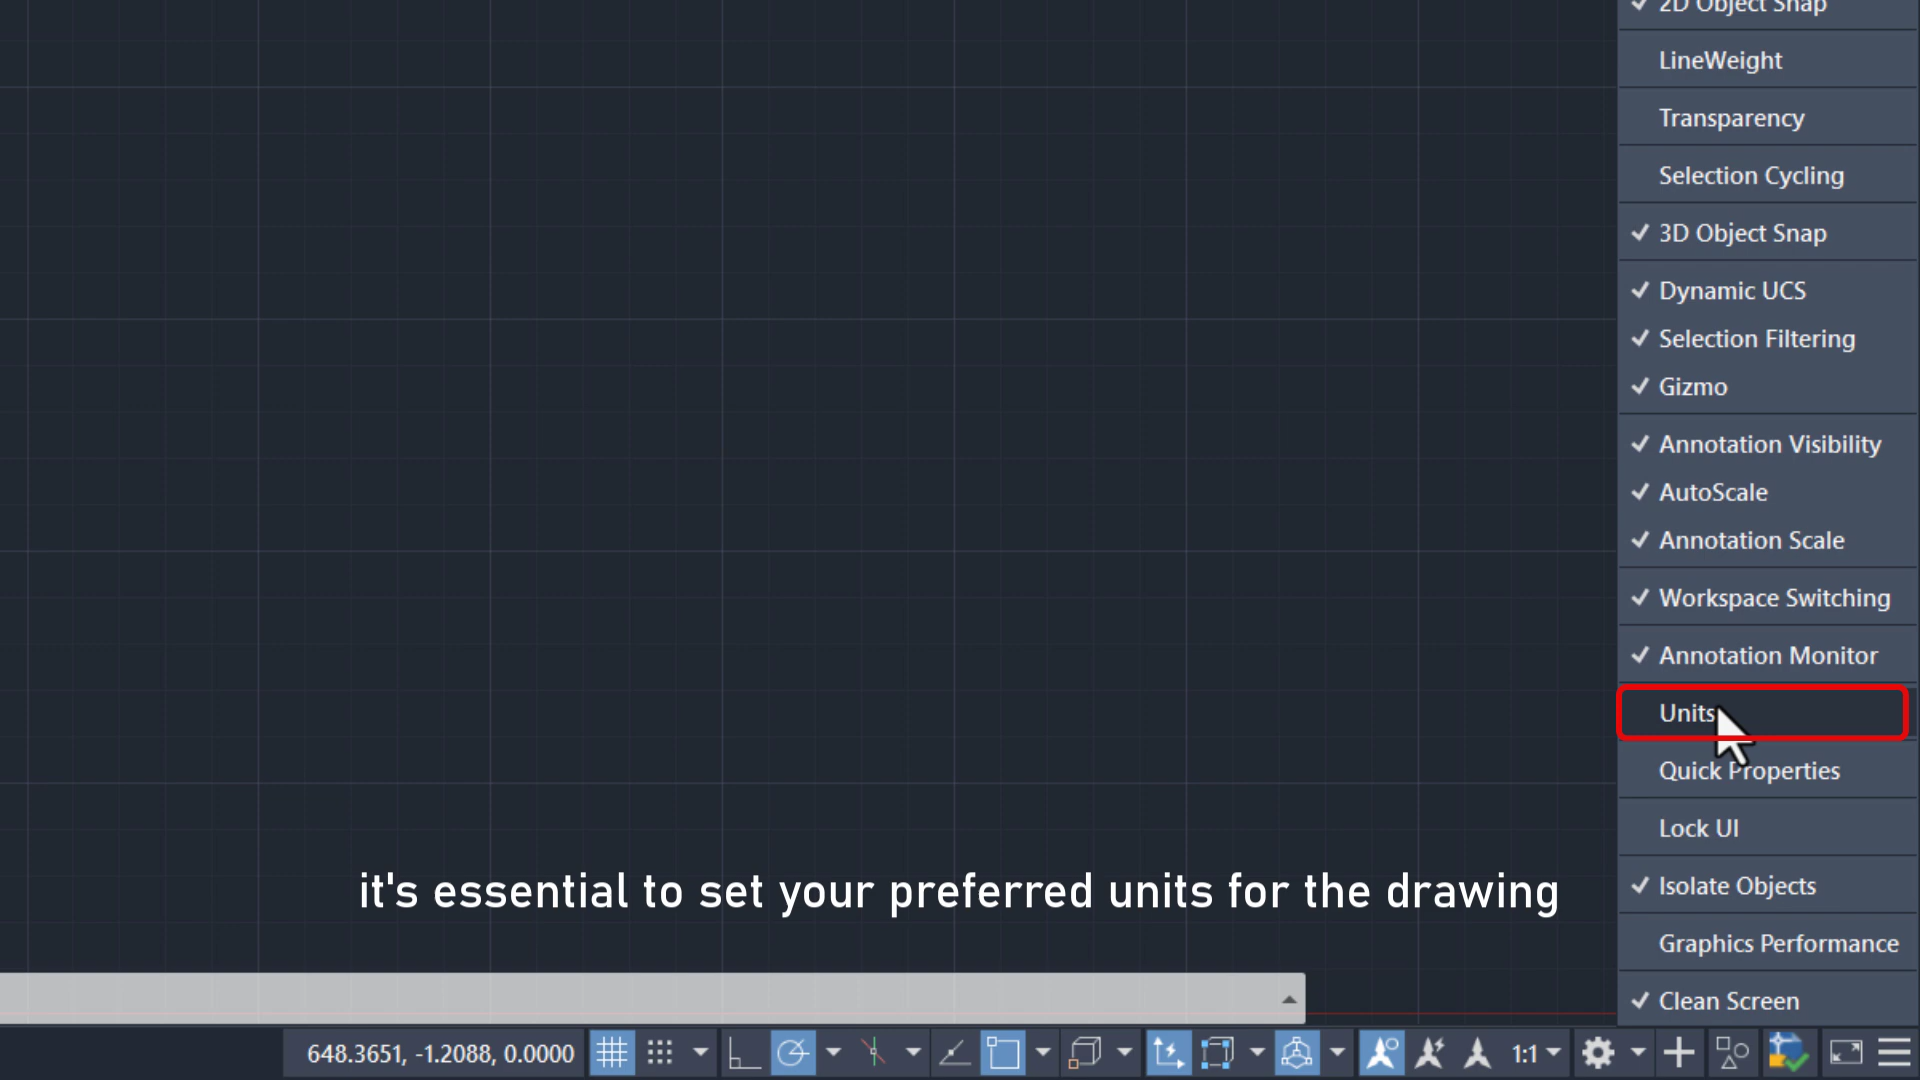 2D Object Snap
LineWeight
Transparency
Selection Cycling
3D Object Snap
Dynamic UCS
Selection Filtering
Gizmo
Annotation Visibility
AutoScale
Annotation Scale
Workspace Switching
Annotation Monitor
Units
Quick Properties
Lock UI
it's essential to set your preferred units for the drawing
Isolate Objects
Graphics Performance
Clean Screen
648.3651, -1.2088, 0.0000
1:1